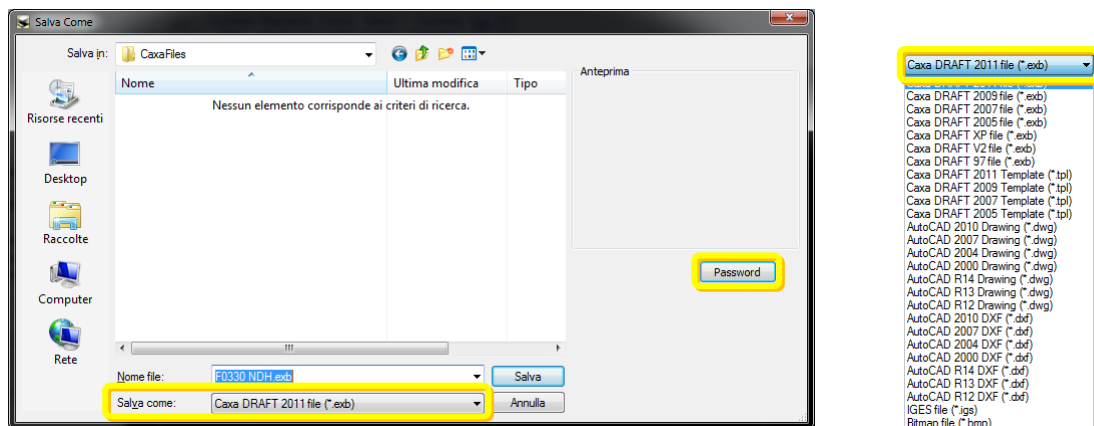 Salva Come
Salva in:
CaxaFiles
Nome
Ultima modifica
Tipo
Nessun elemento corrisponde ai criteri di ricerca.
Risorse recenti
Desktop
Raccolte
Computer
Rete
Nome file:
F0330 NDH.exb
Salva
Salva come:
Caxa DRAFT 2011 file (*.exb)
Annulla
Anteprima
Password
Caxa DRAFT 2011 file (*.exb)
Caxa DRAFT 2009 file (*.exb)
Caxa DRAFT 2007 file (*.exb)
Caxa DRAFT 2005 file (*.exb)
Caxa DRAFT XP file (*.exb)
Caxa DRAFT V2 file (*.exb)
Caxa DRAFT 97 file (*.exb)
Caxa DRAFT 2011 Template (*.tpl)
Caxa DRAFT 2009 Template (*.tpl)
Caxa DRAFT 2007 Template (*.tpl)
Caxa DRAFT 2005 Template (*.tpl)
AutoCAD 2010 Drawing (*.dwg)
AutoCAD 2007 Drawing (*.dwg)
AutoCAD 2004 Drawing (*.dwg)
AutoCAD 2000 Drawing (*.dwg)
AutoCAD R14 Drawing (*.dwg)
AutoCAD R13 Drawing (*.dwg)
AutoCAD R12 Drawing (*.dwg)
AutoCAD 2010 DXF (*.dxf)
AutoCAD 2007 DXF (*.dxf)
AutoCAD 2004 DXF (*.dxf)
AutoCAD 2000 DXF (*.dxf)
AutoCAD R14 DXF (*.dxf)
AutoCAD R13 DXF (*.dxf)
AutoCAD R12 DXF (*.dxf)
IGES file (*.igs)
Bitmap file (*.bmp)